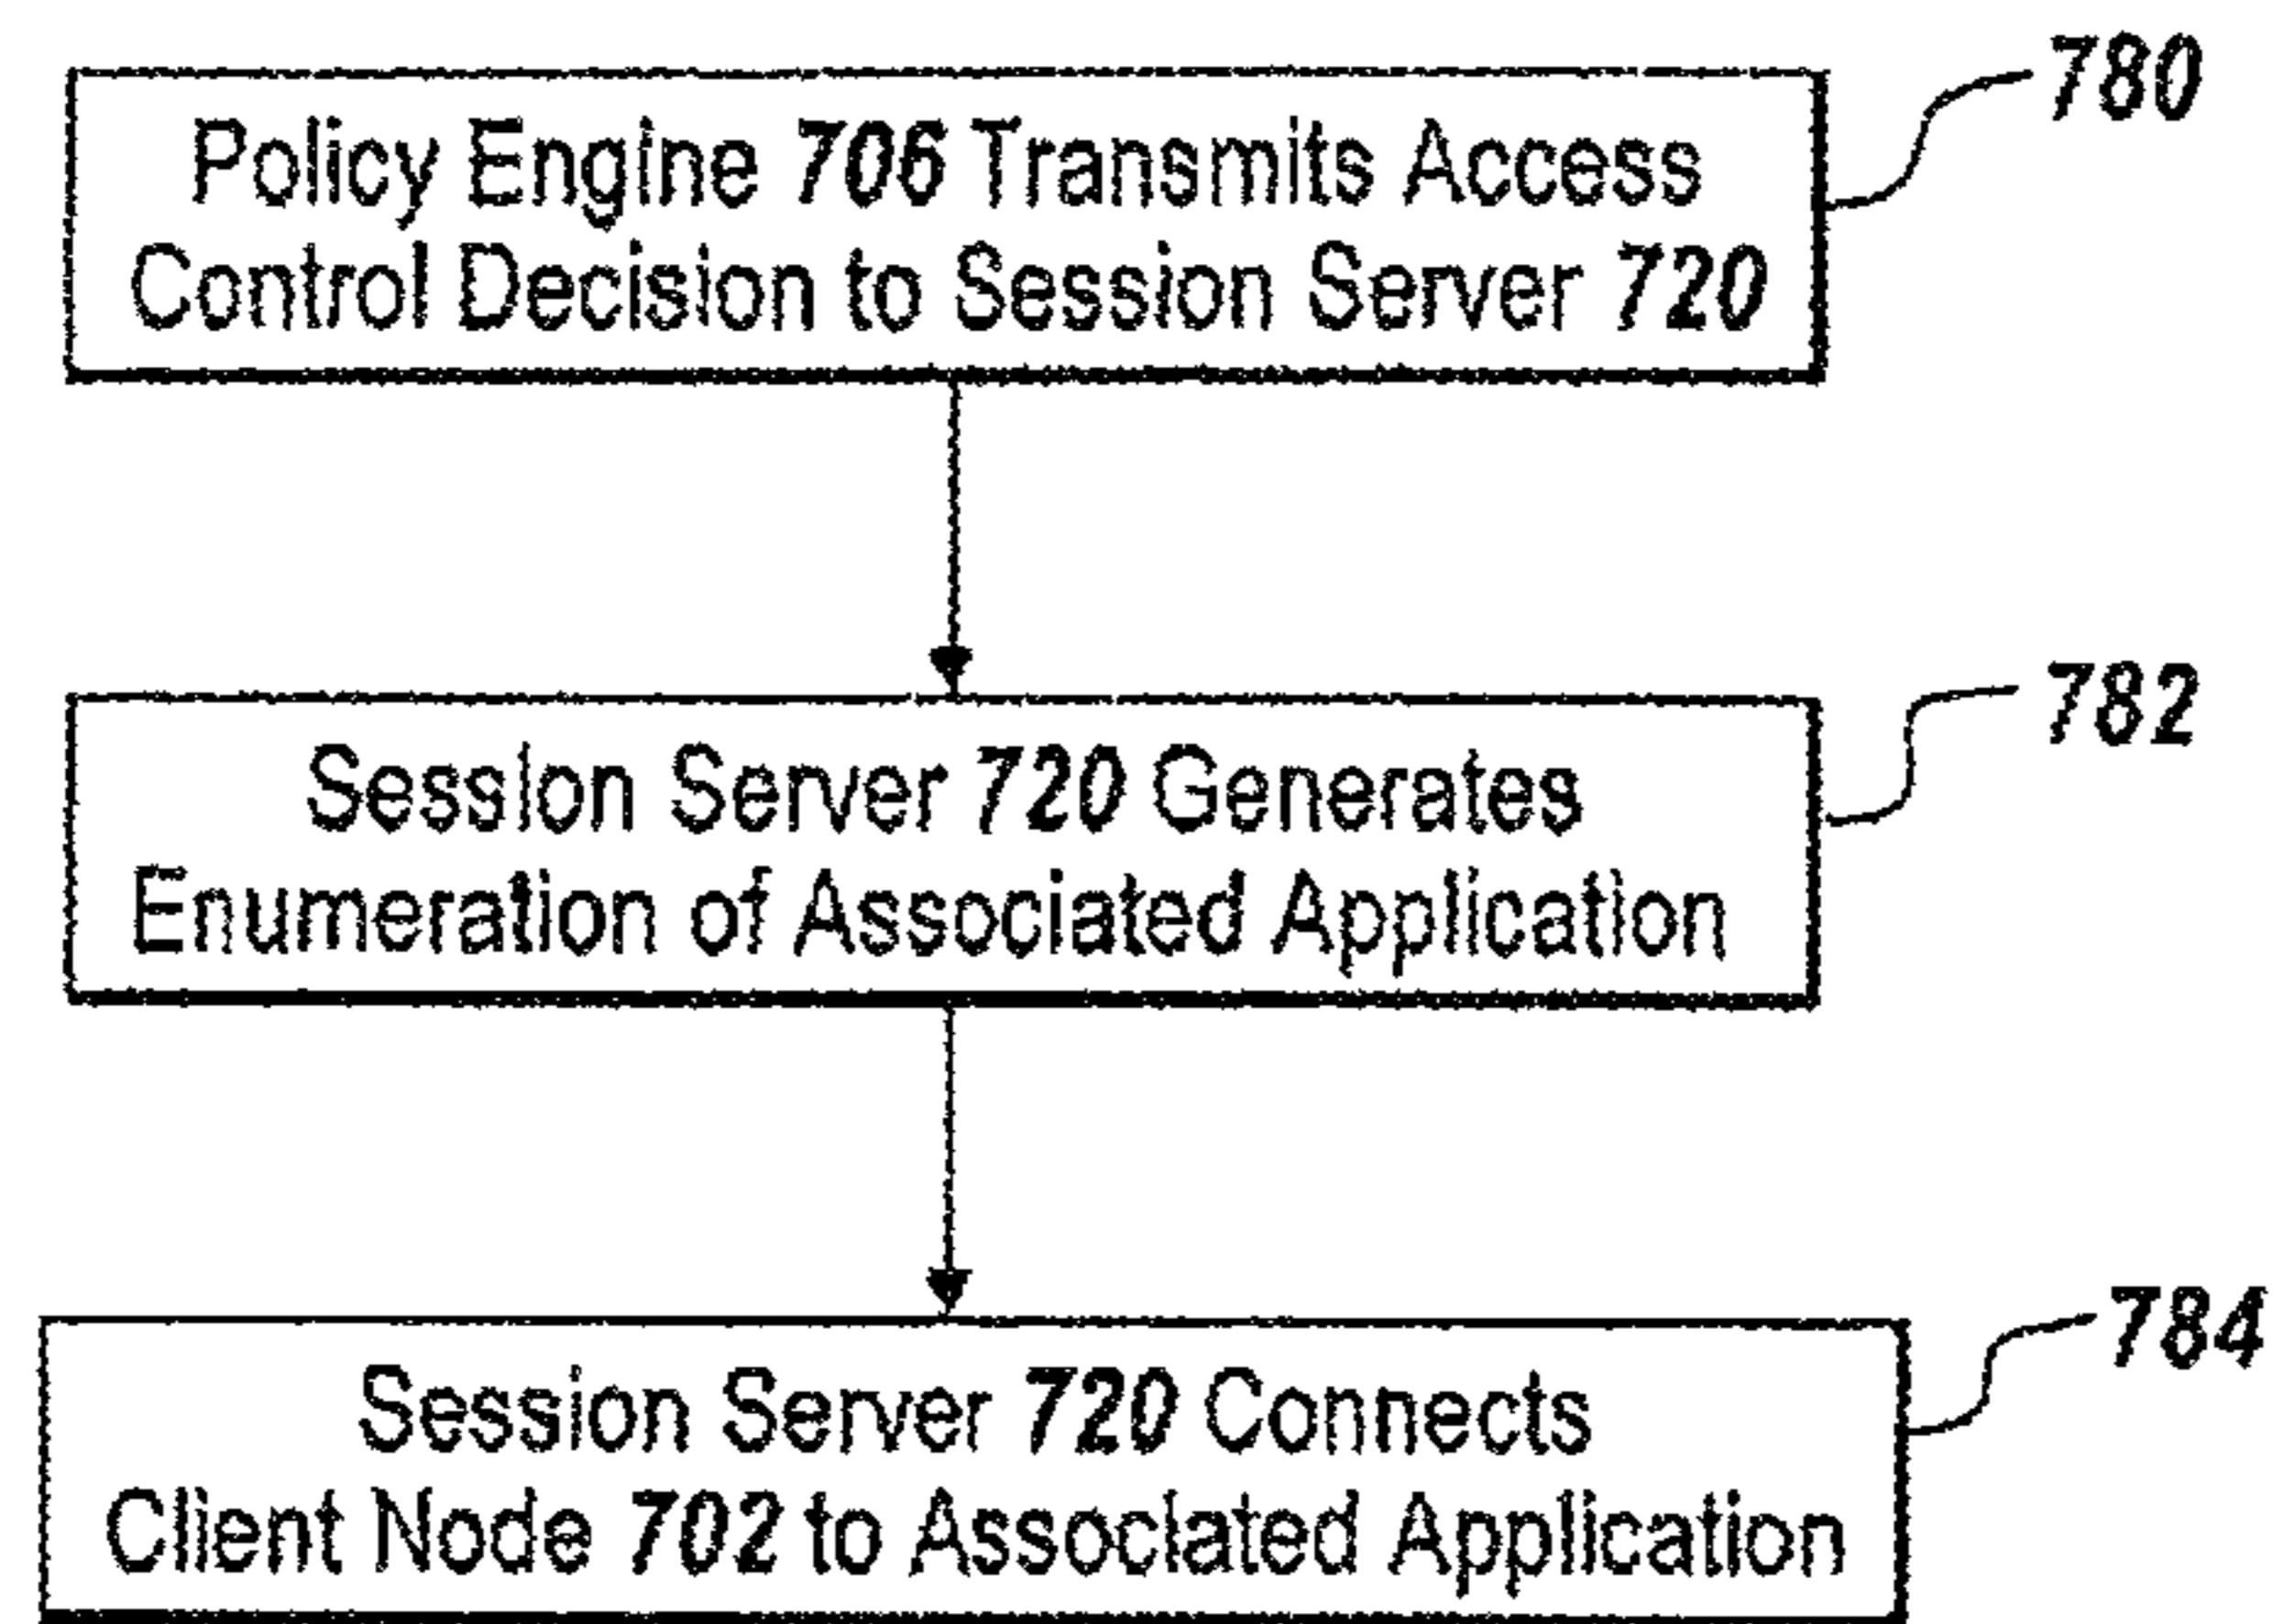 780
Policy Engine 706 Transmits Access
Control Decision to Session Server 720
782
Session Server 720 Generates
Enumeration of Associated Application
784
Session Server 720 Connects
Client Node 702 to Associated Application